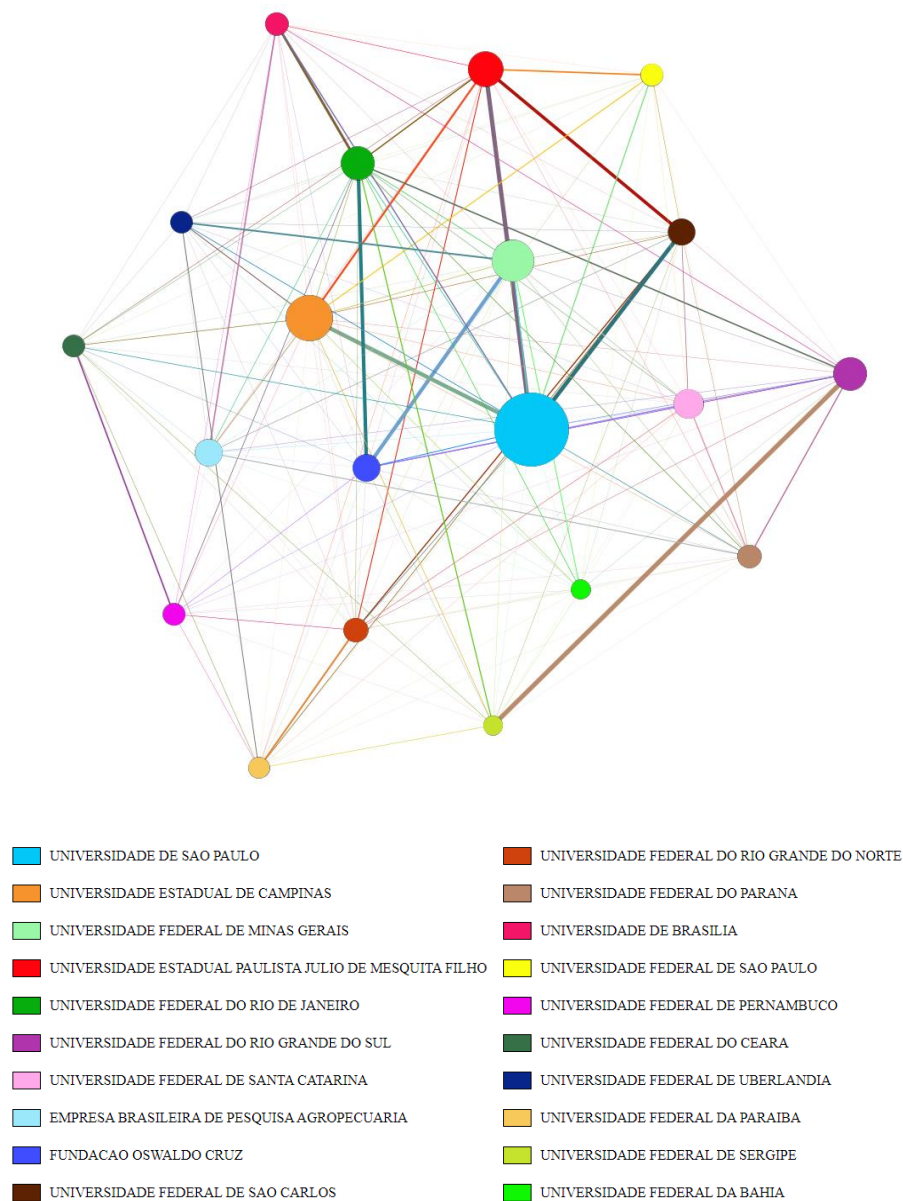 UNIVERSIDADE DE SAO PAULO
UNIVERSIDADE ESTADUAL DE CAMPINAS
UNIVERSIDADE FEDERAL DE MINAS GERAIS
UNIVERSIDADE ESTADUAL PAULISTA JULIO DE MESQUITA FILHO
UNIVERSIDADE FEDERAL DO RIO DE JANEIRO
UNIVERSIDADE FEDERAL DO RIO GRANDE DO SUL
UNIVERSIDADE FEDERAL DE SANTA CATARINA
EMPRESA BRASILEIRA DE PESQUISA AGROPECUARIA
FUNDACAO OSWALDO CRUZ
UNIVERSIDADE FEDERAL DE SAO CARLOS
UNIVERSIDADE FEDERAL DO RIO GRANDE DO NORTE
UNIVERSIDADE FEDERAL DO PARANA
UNIVERSIDADE DE BRASILIA
UNIVERSIDADE FEDERAL DE SAO PAULO
UNIVERSIDADE FEDERAL DE PERNAMBUCO
UNIVERSIDADE FEDERAL DO CEARA
UNIVERSIDADE FEDERAL DE UBERLANDIA
UNIVERSIDADE FEDERAL DA PARAIBA
UNIVERSIDADE FEDERAL DE SERGIPE
UNIVERSIDADE FEDERAL DA BAHIA